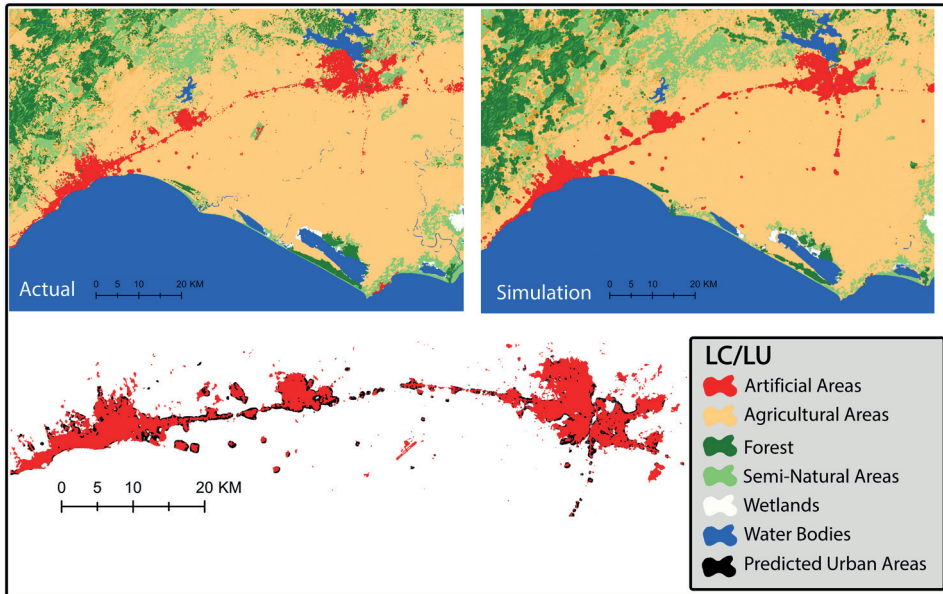 Actual
0 5 10 20 KM
Simulation
0 5 10 20 KM
0 5 10 20 KM
LC/LU
Artificial Areas
Agricultural Areas
Forest
Semi-Natural Areas
Wetlands
Water Bodies
Predicted Urban Areas